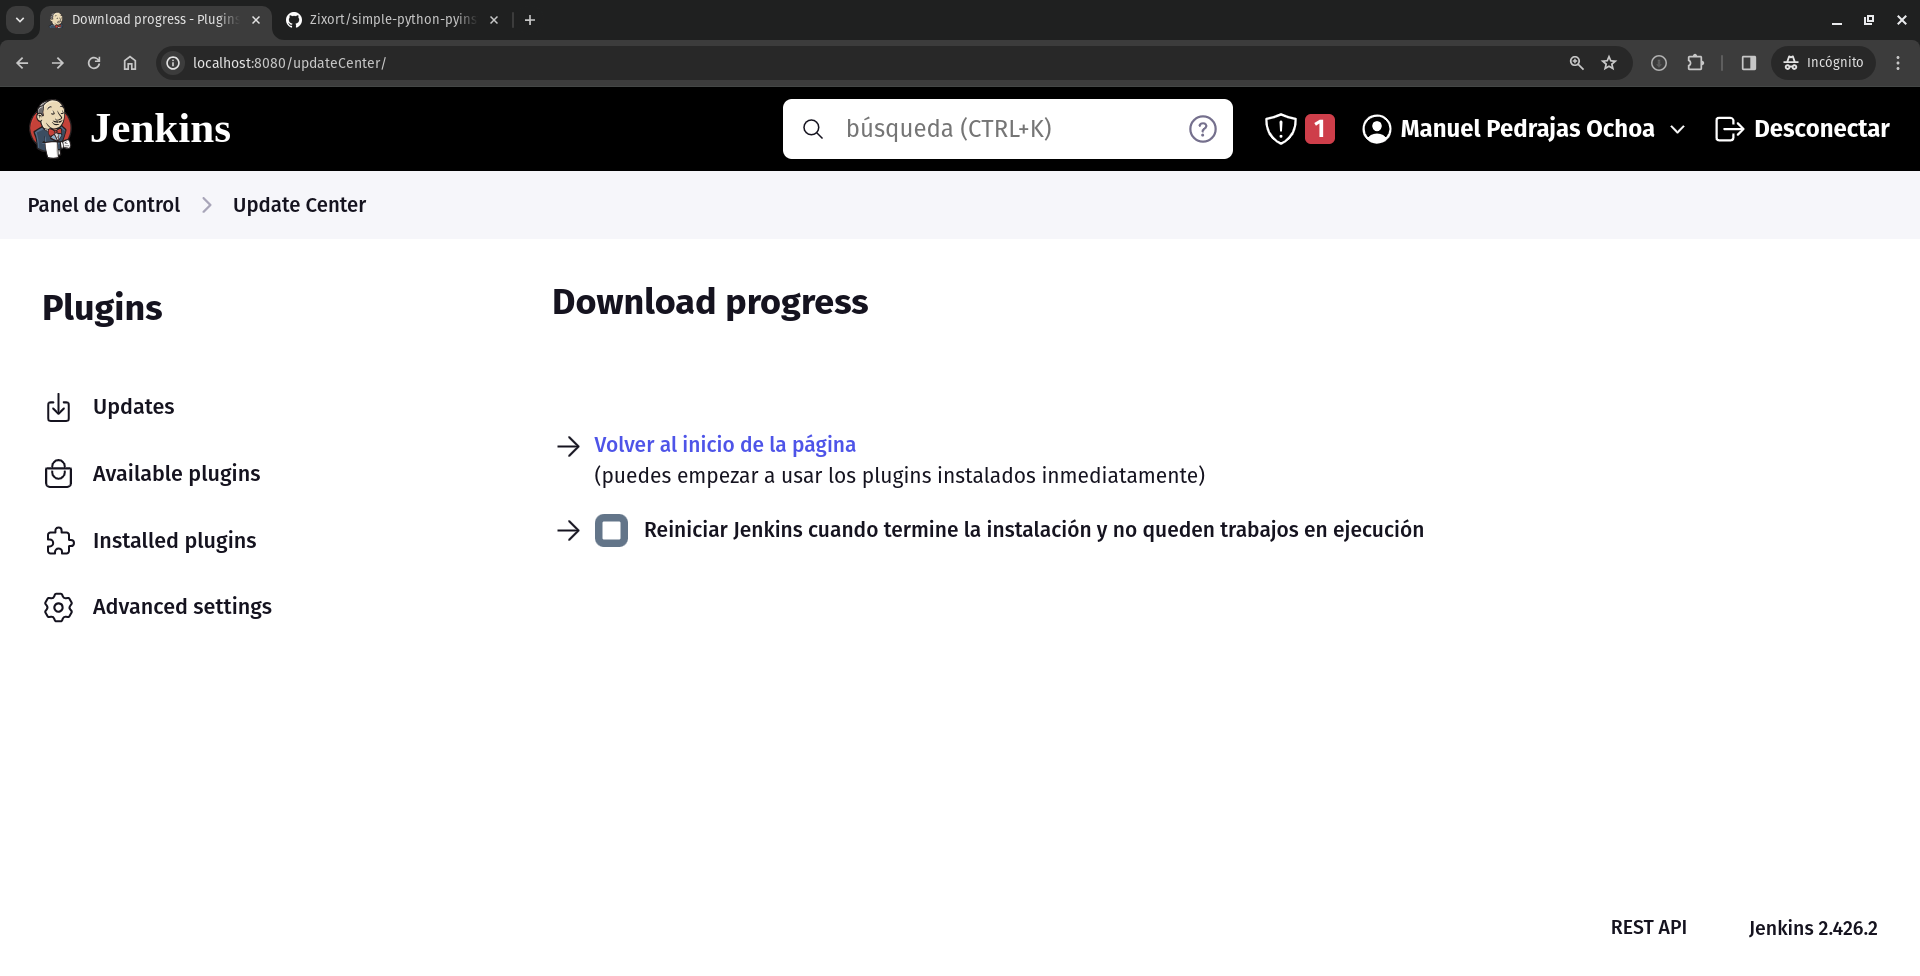 Download progress - Plugins
Zixort/simple-python-pyins
localhost:8080/updateCenter/
Incógnito
Jenkins
búsqueda (CTRL+K)
1
Manuel Pedrajas Ochoa
Desconectar
Panel de Control
Update Center
Plugins
Updates
Available plugins
Installed plugins
Advanced settings
Download progress
Volver al inicio de la página
(puedes empezar a usar los plugins instalados inmediatamente)
Reiniciar Jenkins cuando termine la instalación y no queden trabajos en ejecución
REST API
Jenkins 2.426.2